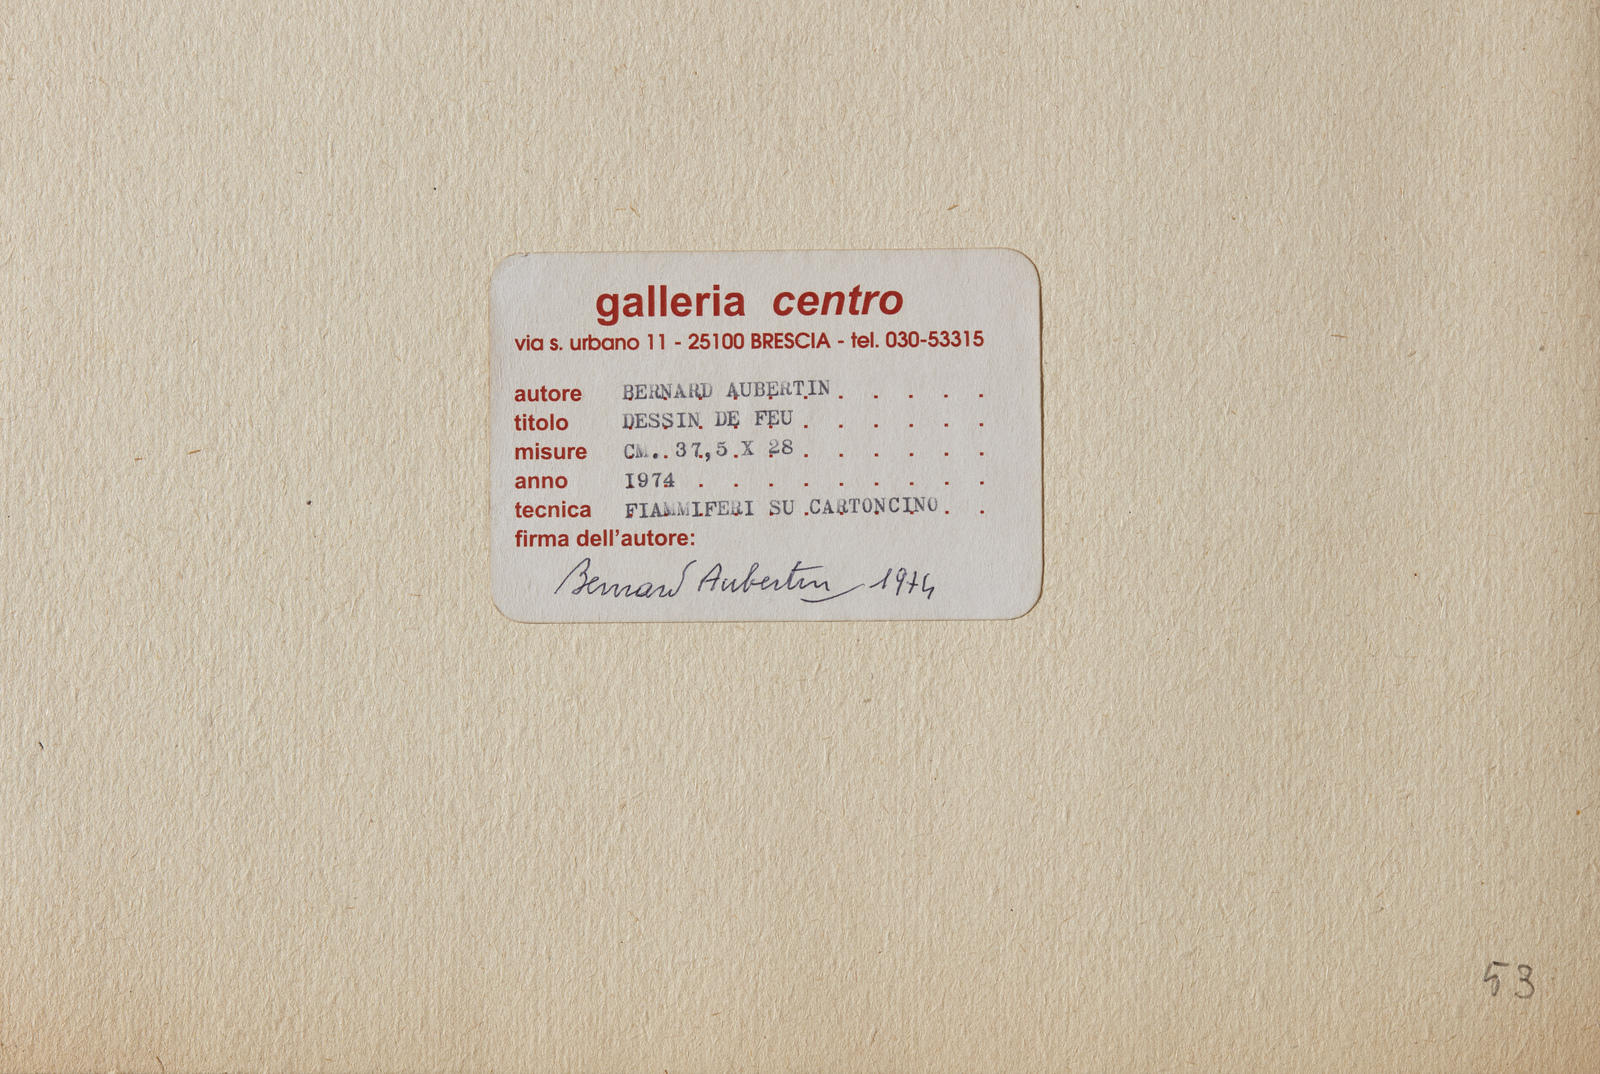 galleria centro
via s. urbano 11 - 25100 BRESCIA - tel. 030-53315
autore BERNARD AUBERTIN . . . . .
titolo DESSIN DE FEU . . . . . .
misure CM.. 37,5 X 28 . . . . . .
anno 1974 . . . . . . . . .
tecnica FIAMMIFERI SU CARTONCINO . .
firma dell'autore:
Bernard Aubertin 1974
53